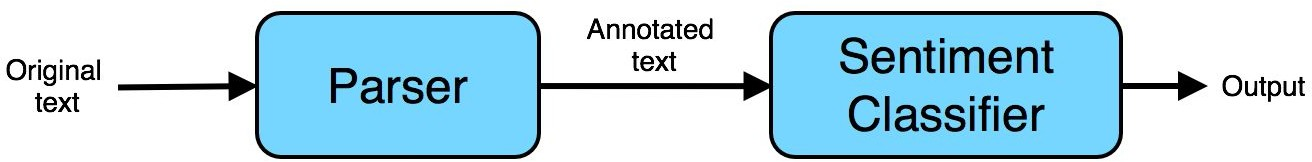 Original
text
Parser
Annotated
text
Sentiment
Classifier
Output